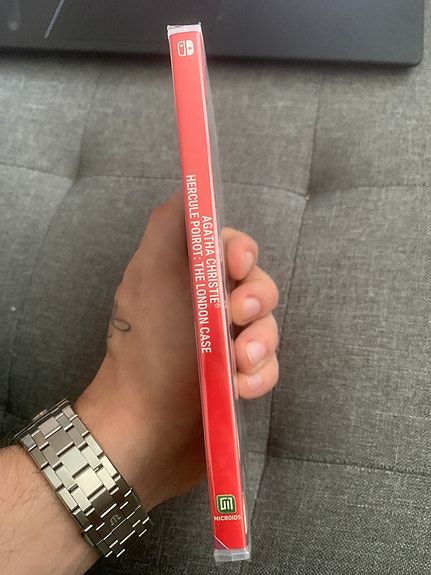 AGATHA CHRISTIE
HERCULE POIROT: THE LONDON CASE
MICROIDS